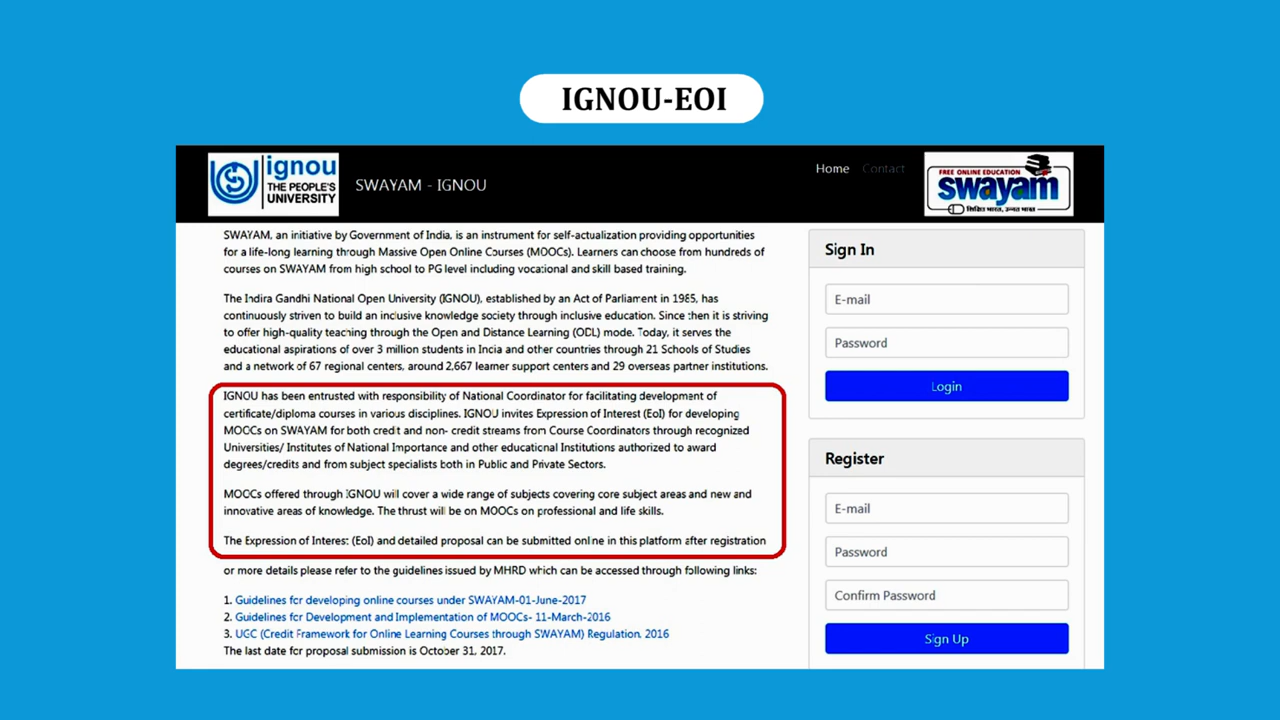 IGNOU-EOI
ignou
THE PEOPLE'S
UNIVERSITY
SWAYAM - IGNOU
Home
Contact
FREE ONLINE EDUCATION
swayam
शिक्षित भारत, उन्नत भारत
SWAYAM, an initiative by Government of India, is an instrument for self-actualization providing opportunities
for a life-long learning through Massive Open Online Courses (MOOCs). Learners can choose from hundreds of
courses on SWAYAM from high school to PG level including vocational and skill based training.
The Indira Gandhi National Open University (IGNOU), established by an Act of Parliament in 1985, has
continuously striven to build an inclusive knowledge society through inclusive education. Since then it is striving
to offer high-quality teaching through the Open and Distance Learning (ODL) mode. Today, it serves the
educational aspirations of over 3 million students in India and other countries through 21 Schools of Studies
and a network of 67 regional centers, around 2,667 learner support centers and 29 overseas partner institutions.
IGNOU has been entrusted with responsibility of National Coordinator for facilitating development of
certificate/diploma courses in various disciplines. IGNOU invites Expression of Interest (EoI) for developing
MOOCs on SWAYAM for both credit and non- credit streams from Course Coordinators through recognized
Universities/ Institutes of National Importance and other educational Institutions authorized to award
degrees/credits and from subject specialists both in Public and Private Sectors.
MOOCs offered through IGNOU will cover a wide range of subjects covering core subject areas and new and
innovative areas of knowledge. The thrust will be on MOOCs on professional and life skills.
The Expression of Interest (EoI) and detailed proposal can be submitted online in this platform after registration
or more details please refer to the guidelines issued by MHRD which can be accessed through following links:
1. Guidelines for developing online courses under SWAYAM-01-June-2017
2. Guidelines for Development and Implementation of MOOCs- 11-March-2016
3. UGC (Credit Framework for Online Learning Courses through SWAYAM) Regulation, 2016
The last date for proposal submission is October 31, 2017.
Sign In
E-mail
Password
Login
Register
E-mail
Password
Confirm Password
Sign Up